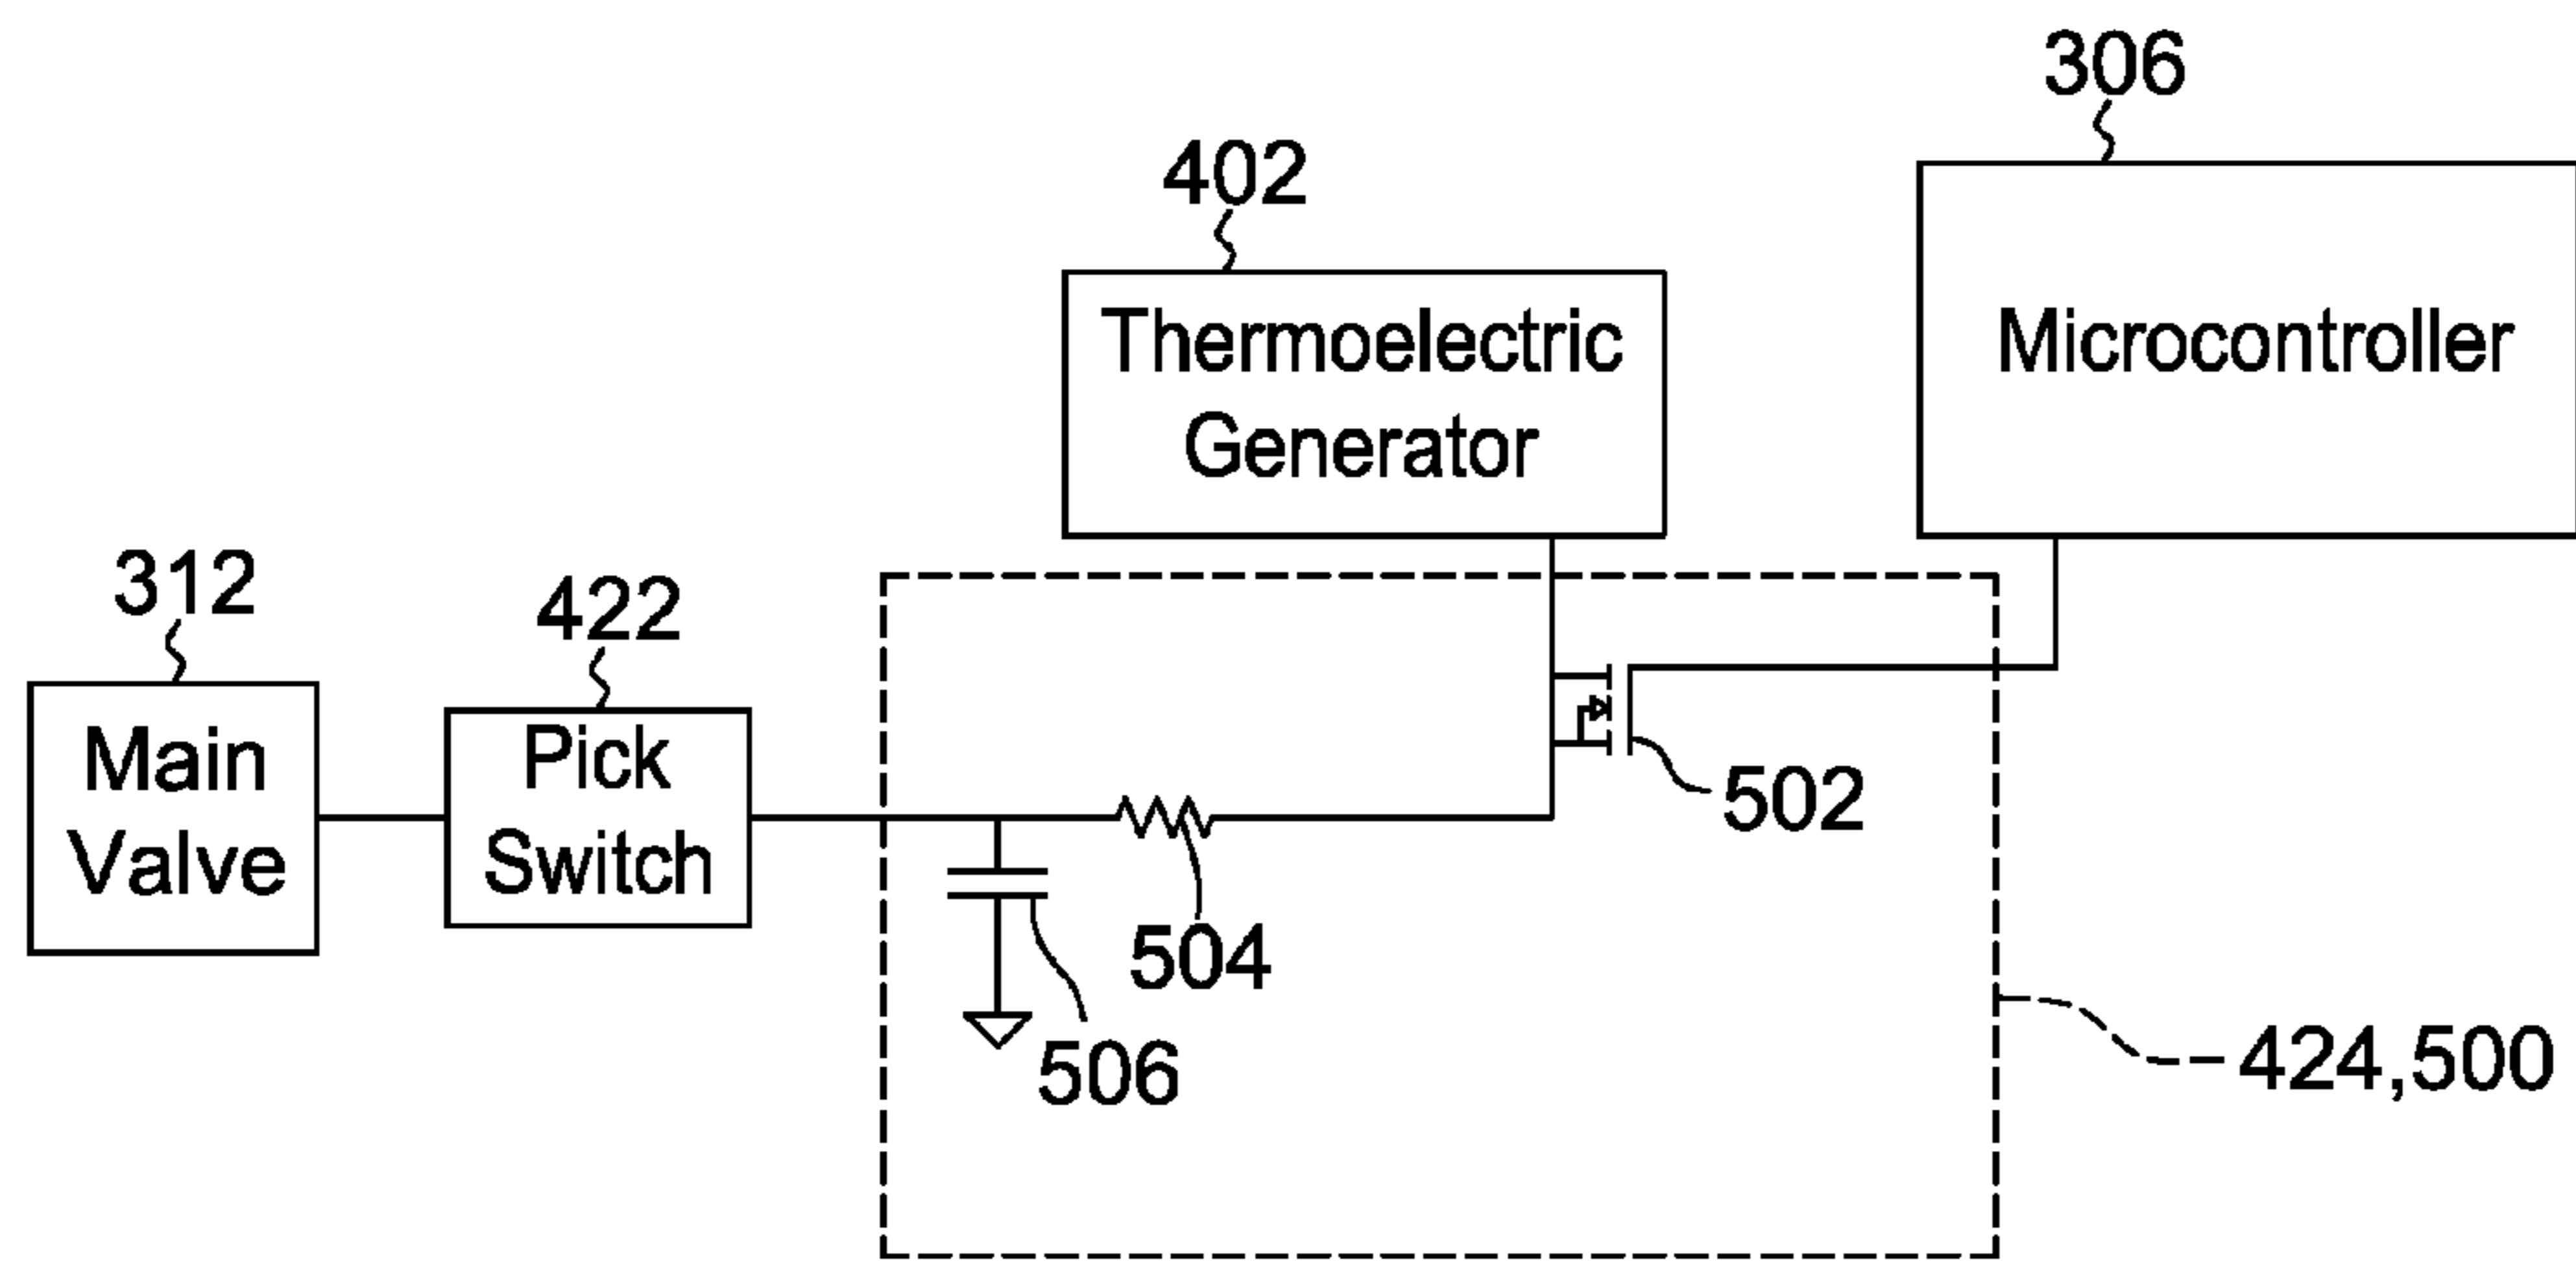 306
402
Microcontroller
Thermoelectric
Generator
312
422
Main
Valve
Pick
Switch
502
504
506
424,500